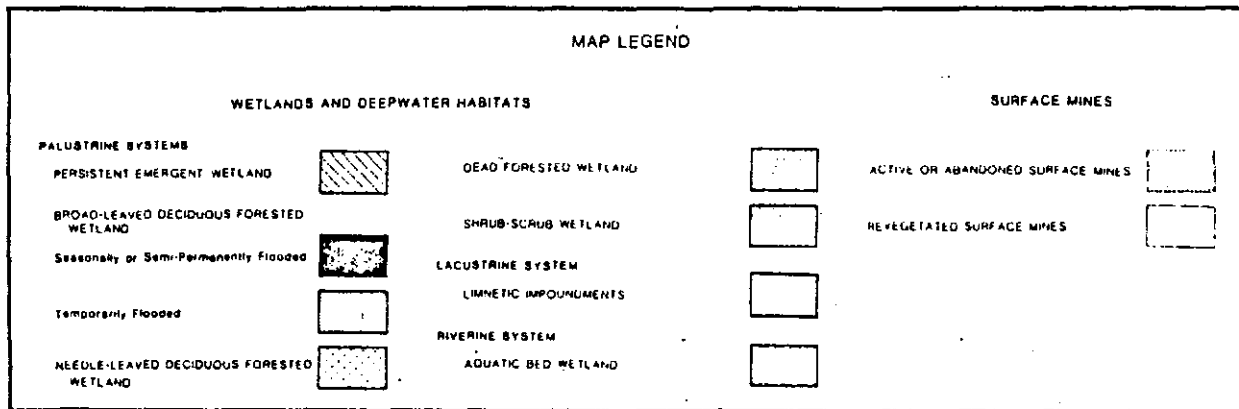 MAP LEGEND
WETLANDS AND DEEPWATER HABITATS
PALUSTRINE SYSTEMS
PERSISTENT EMERGENT WETLAND
BROAD-LEAVED DECIDUOUS FORESTED
WETLAND
Seasonally or Semi-Permanently Flooded
Temporarily Flooded
NEEDLE-LEAVED DECIDUOUS FORESTED
WETLAND
DEAD FORESTED WETLAND
SHRUB-SCRUB WETLAND
LACUSTRINE SYSTEM
LIMNETIC IMPOUNDMENTS
RIVERINE SYSTEM
AQUATIC BED WETLAND
SURFACE MINES
ACTIVE OR ABANDONED SURFACE MINES
REVEGETATED SURFACE MINES